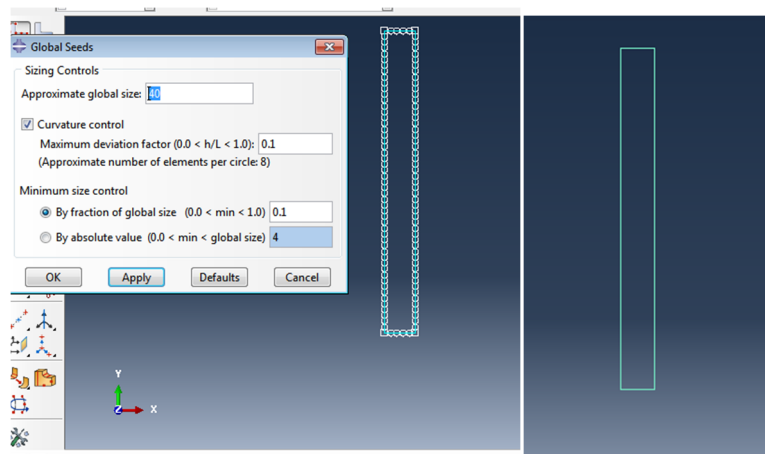 Global Seeds
Sizing Controls
Approximate global size: 40
Curvature control
Maximum deviation factor (0.0 < h/L < 1.0): 0.1
(Approximate number of elements per circle: 8)
Minimum size control
By fraction of global size (0.0 < min < 1.0) 0.1
By absolute value (0.0 < min < global size) 4
OK Apply Defaults Cancel
Y
Z X